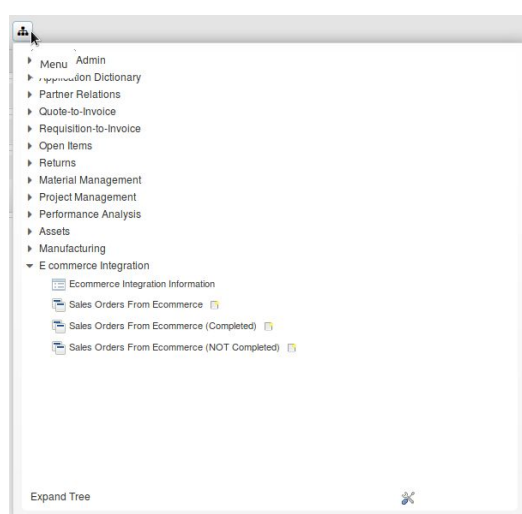 Admin
Menu
Dictionary
Partner Relations
Quote-to-Invoice
Requisition-to-Invoice
Open Items
Returns
Material Management
Project Management
Performance Analysis
Assets
Manufacturing
E commerce Integration
Ecommerce Integration Information
Sales Orders From Ecommerce
Sales Orders From Ecommerce (Completed)
Sales Orders From Ecommerce (NOT Completed)
Expand Tree